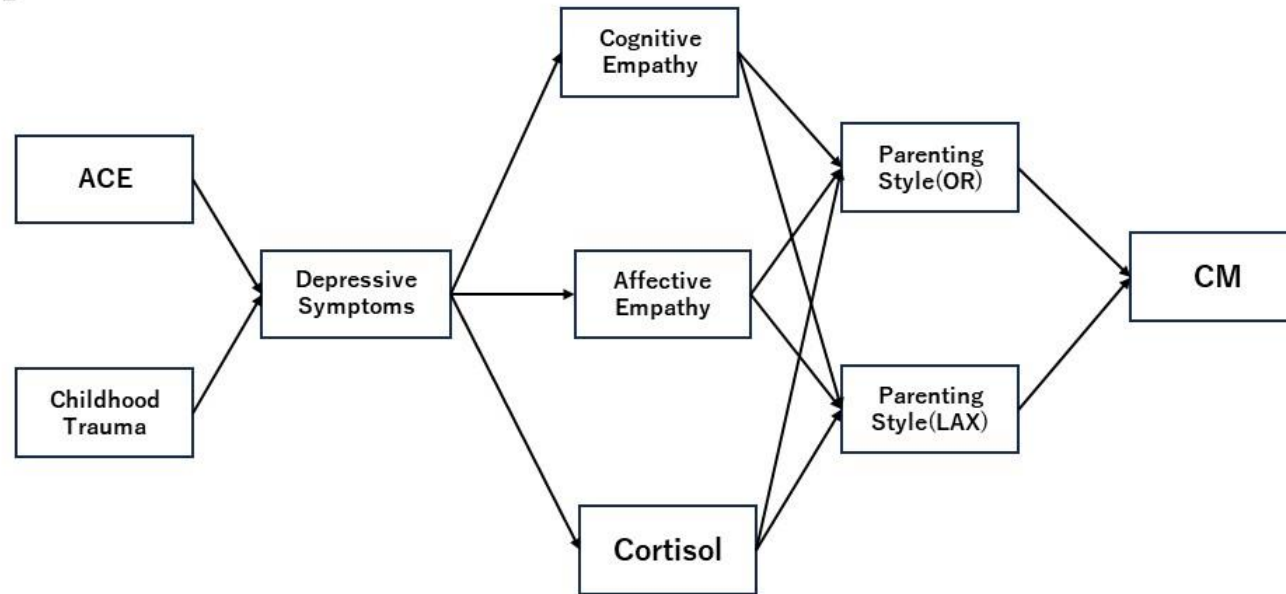 Cognitive
Empathy
ACE
Parenting
Style(OR)
Depressive
Symptoms
Affective
Empathy
CM
Childhood
Trauma
Parenting
Style(LAX)
Cortisol